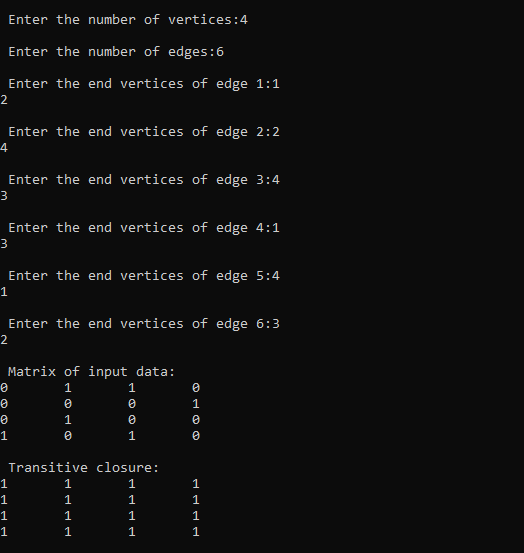 Enter the number of vertices:4
Enter the number of edges:6
Enter the end vertices of edge 1:1
2
Enter the end vertices of edge 2:2
4
Enter the end vertices of edge 3:4
3
Enter the end vertices of edge 4:1
3
Enter the end vertices of edge 5:4
1
Enter the end vertices of edge 6:3
2
Matrix of input data:
0 1 1 0
0 0 0 1
0 1 0 0
1 0 1 0
Transitive closure:
1 1 1 1
1 1 1 1
1 1 1 1
1 1 1 1